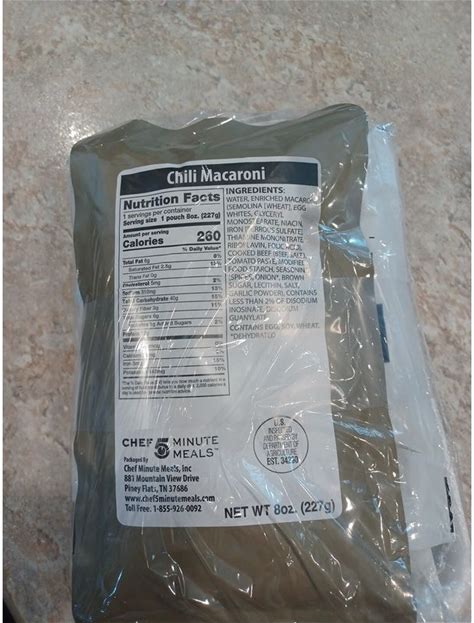 Chili Macaroni
Nutrition Facts
1 servings per container
Serving size 1 pouch 8oz. (227g)
Amount per serving
Calories 260
% Daily Value*
Total Fat 6g
Saturated Fat 2.5g
Trans Fat 0g
Cholesterol 5mg 2%
Total Carbohydrate 40g
INGREDIENTS:
WATER, ENRICHED MACARONI
(SEMOLINA [WHEAT], EGG
WHITES, GLYCERYL
MONOSTEARATE, NIACIN,
IRON [FERROUS SULFATE],
THIAMINE MONONITRATE
RIBOFLAVIN, FOLIC ACID),
COOKED BEEF (BEEF, SALT),
TOMATO PASTE, MODIFIED
FOOD STARCH, SEASONING
(SPICES, ONION*, BROWN
SUGAR, LECITHIN, SALT,
GARLIC POWDER), CONTAINS
LESS THAN 2% OF DISODIUM
INOSINATE, DISODIUM
GUANYLATE
CONTAINS EGG, SOY, WHEAT.
*DEHYDRATED
CHEF 5 MINUTE
MEALS™
Packaged By
Chef Minute Meals, Inc
881 Mountain View Drive
Piney Flats, TN 37686
www.chef5minutemeals.com
Toll Free: 1-855-926-0092
U.S.
INSPECTED
AND PASSED BY
DEPARTMENT OF
AGRICULTURE
EST. 34230
NET WT 8oz. (227g)